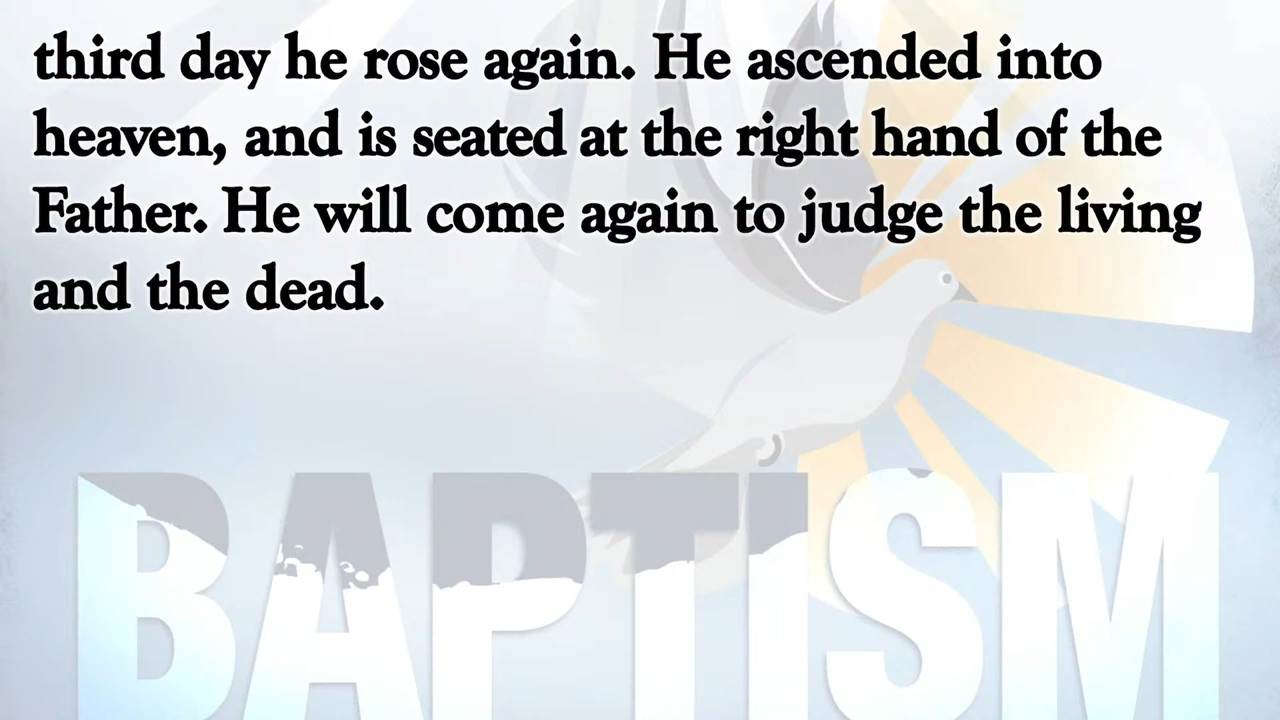 third day he rose again. He ascended into
heaven, and is seated at the right hand of the
Father. He will come again to judge the living
and the dead.
BAPTISM